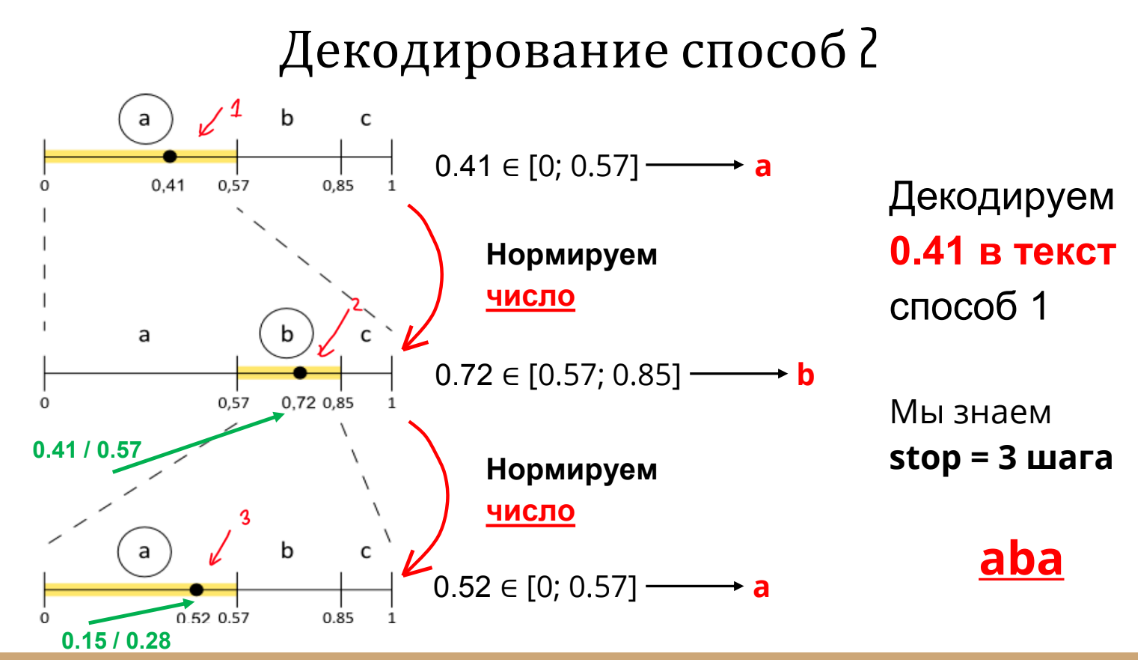 Декодирование способ 2
a b c
1
0 0,41 0,57 0,85 1
0.41 ∈ [0; 0.57] a
Нормируем
число
2
a b c
0 0,57 0,72 0,85 1
0.72 ∈ [0.57; 0.85] b
0.41 / 0.57
Нормируем
число
3
a b c
0 0.52 0.57 0.85 1
0.52 ∈ [0; 0.57] a
0.15 / 0.28
Декодируем
0.41 в текст
способ 1
Мы знаем
stop = 3 шага
aba